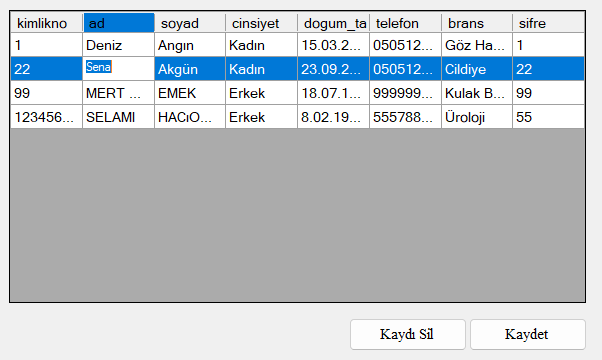 kimlikno ad soyad cinsiyet dogum_ta telefon brans sifre
1 Deniz Angın Kadın 15.03.2... 050512... Göz Ha... 1
22 Sena Akgün Kadın 23.09.2... 050512... Cildiye 22
99 MERT ... EMEK Erkek 18.07.1... 999999... Kulak B... 99
123456... SELAMI HACıO... Erkek 8.02.19... 555788... Üroloji 55
Kaydı Sil Kaydet